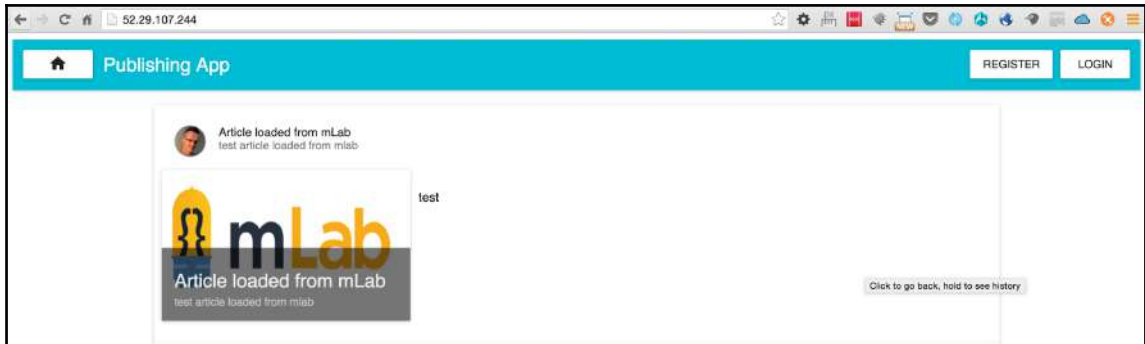 52.29.107.244
Publishing App
REGISTER
LOGIN
Article loaded from mLab
test article loaded from mlab
test
mLab
Article loaded from mLab
test article loaded from mlab
Click to go back, hold to see history